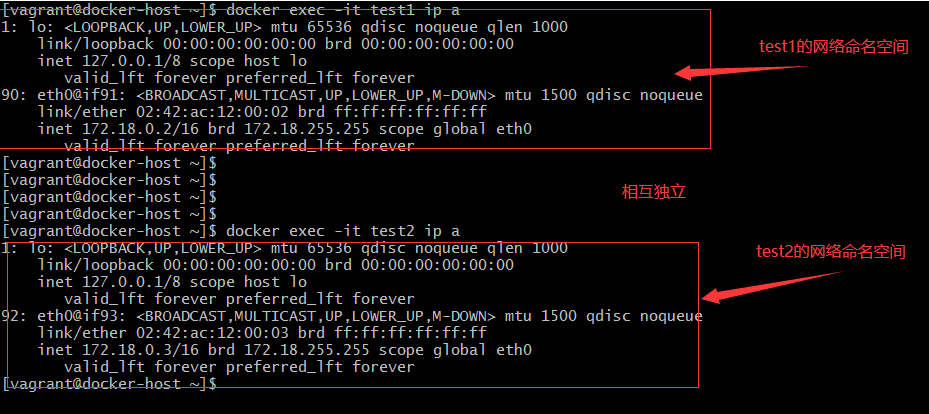 [vagrant@docker-host ~]$ docker exec -it test1 ip a
1: lo: <LOOPBACK,UP,LOWER_UP> mtu 65536 qdisc noqueue qlen 1000
    link/loopback 00:00:00:00:00:00 brd 00:00:00:00:00:00
    inet 127.0.0.1/8 scope host lo
       valid_lft forever preferred_lft forever
90: eth0@if91: <BROADCAST,MULTICAST,UP,LOWER_UP,M-DOWN> mtu 1500 qdisc noqueue
    link/ether 02:42:ac:12:00:02 brd ff:ff:ff:ff:ff:ff
    inet 172.18.0.2/16 brd 172.18.255.255 scope global eth0
       valid_lft forever preferred_lft forever
test1的网络命名空间
[vagrant@docker-host ~]$
[vagrant@docker-host ~]$
[vagrant@docker-host ~]$
[vagrant@docker-host ~]$
相互独立
[vagrant@docker-host ~]$ docker exec -it test2 ip a
1: lo: <LOOPBACK,UP,LOWER_UP> mtu 65536 qdisc noqueue qlen 1000
    link/loopback 00:00:00:00:00:00 brd 00:00:00:00:00:00
    inet 127.0.0.1/8 scope host lo
       valid_lft forever preferred_lft forever
92: eth0@if93: <BROADCAST,MULTICAST,UP,LOWER_UP,M-DOWN> mtu 1500 qdisc noqueue
    link/ether 02:42:ac:12:00:03 brd ff:ff:ff:ff:ff:ff
    inet 172.18.0.3/16 brd 172.18.255.255 scope global eth0
       valid_lft forever preferred_lft forever
test2的网络命名空间
[vagrant@docker-host ~]$